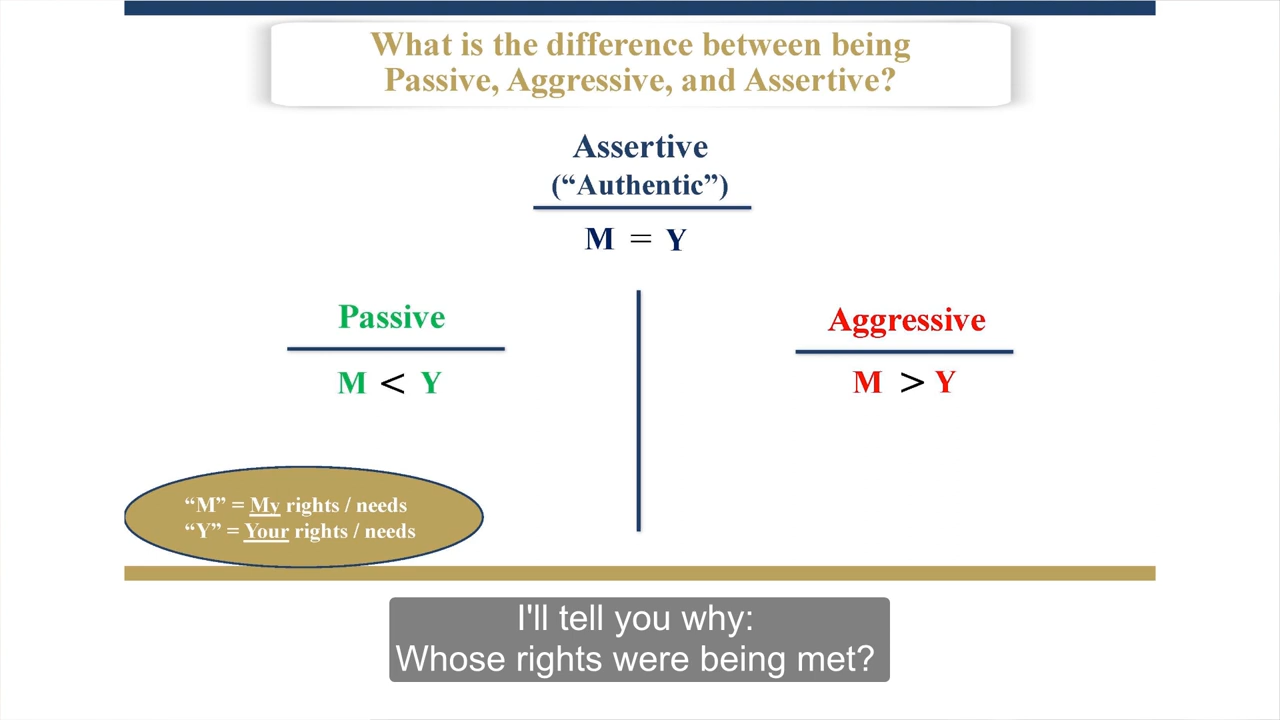 What is the difference between being
Passive, Aggressive, and Assertive?
Assertive
(“Authentic”)
M = Y
Passive
M < Y
Aggressive
M > Y
“M” = My rights / needs
“Y” = Your rights / needs
I'll tell you why:
Whose rights were being met?